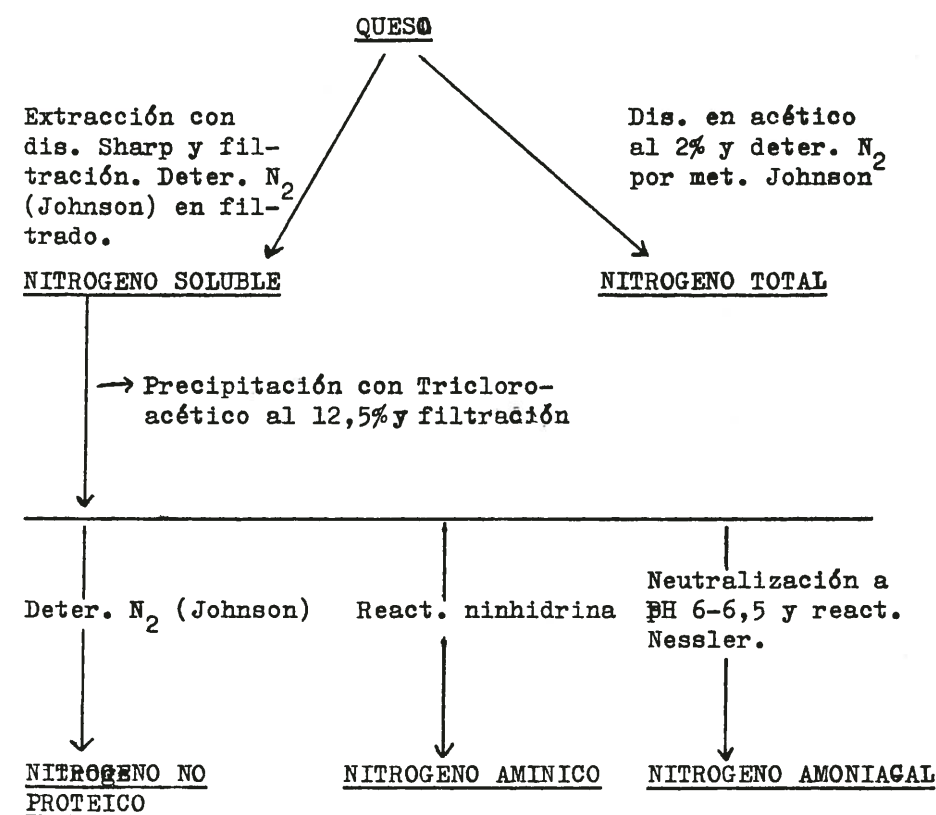 QUESO
Extracción con
dis. Sharp y fil-
tración. Deter. N2
(Johnson) en fil-
trado.
Dis. en acético
al 2% y deter. N2
por met. Johnson
NITROGENO SOLUBLE
NITROGENO TOTAL
Precipitación con Tricloro-
acético al 12,5% y filtración
Deter. N2 (Johnson)
React. ninhidrina
Neutralización a
pH 6-6,5 y react.
Nessler.
NITROGENO NO
PROTEICO
NITROGENO AMINICO
NITROGENO AMONIACAL